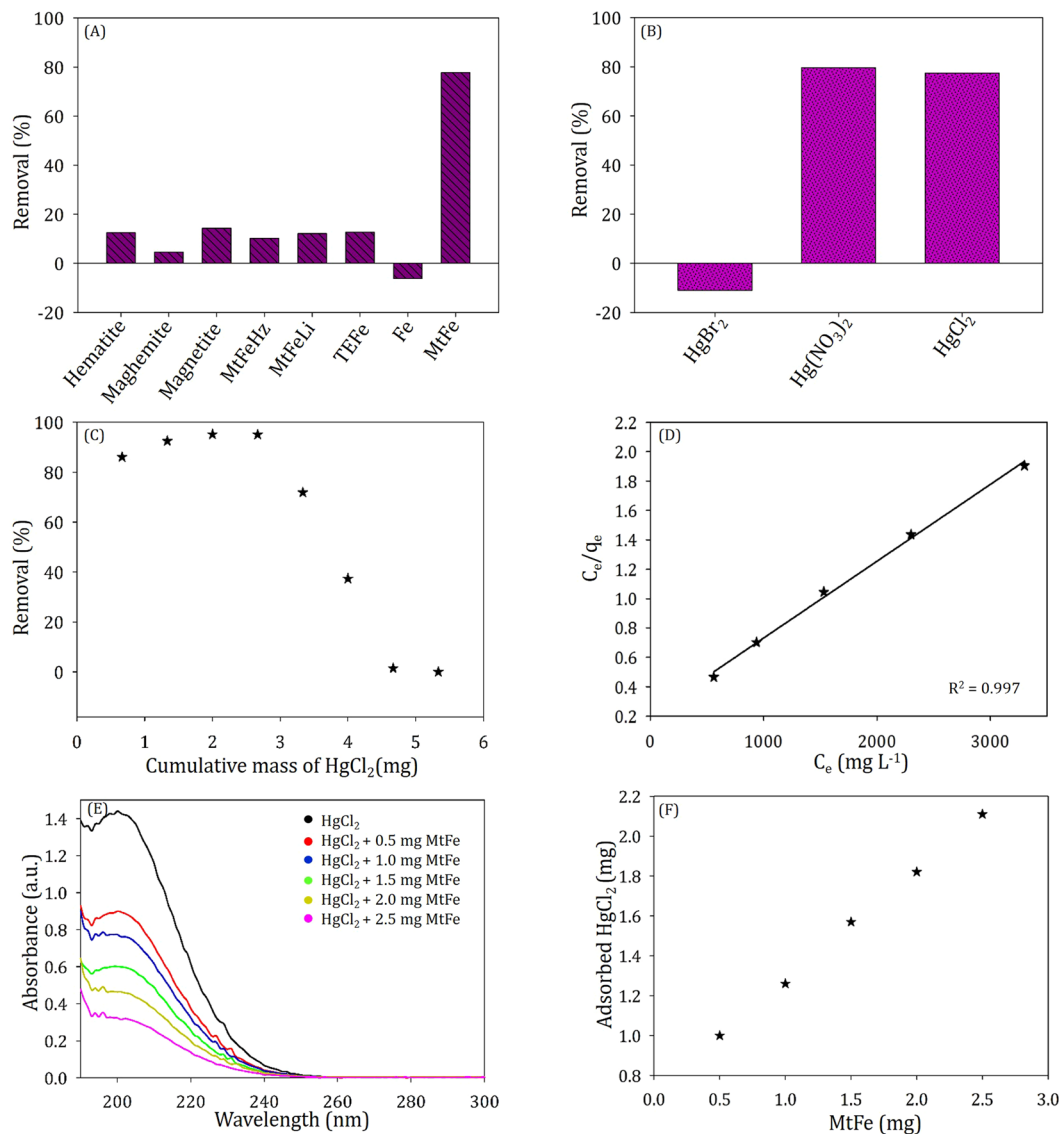 (A)
Removal (%)
100
80
60
40
20
0
-20
Hematite
Maghemite
Magnetite
MtFeHz
MtFeLi
TEFe
Fe
MtFe
(B)
Removal (%)
100
80
60
40
20
0
-20
HgBr₂
Hg(NO₃)₂
HgCl₂
(C)
Removal (%)
100
80
60
40
20
0
0 1 2 3 4 5 6
Cumulative mass of HgCl₂(mg)
(D)
Cₑ/qₑ
2.2
2.0
1.8
1.6
1.4
1.2
1.0
0.8
0.6
0.4
0.2
R² = 0.997
0 1000 2000 3000
Cₑ (mg L⁻¹)
(E)
Absorbance (a.u.)
1.4
1.2
1.0
0.8
0.6
0.4
0.2
0.0
HgCl₂
HgCl₂ + 0.5 mg MtFe
HgCl₂ + 1.0 mg MtFe
HgCl₂ + 1.5 mg MtFe
HgCl₂ + 2.0 mg MtFe
HgCl₂ + 2.5 mg MtFe
200 220 240 260 280 300
Wavelength (nm)
(F)
Adsorbed HgCl₂ (mg)
2.2
2.0
1.8
1.6
1.4
1.2
1.0
0.8
0.0 0.5 1.0 1.5 2.0 2.5 3.0
MtFe (mg)